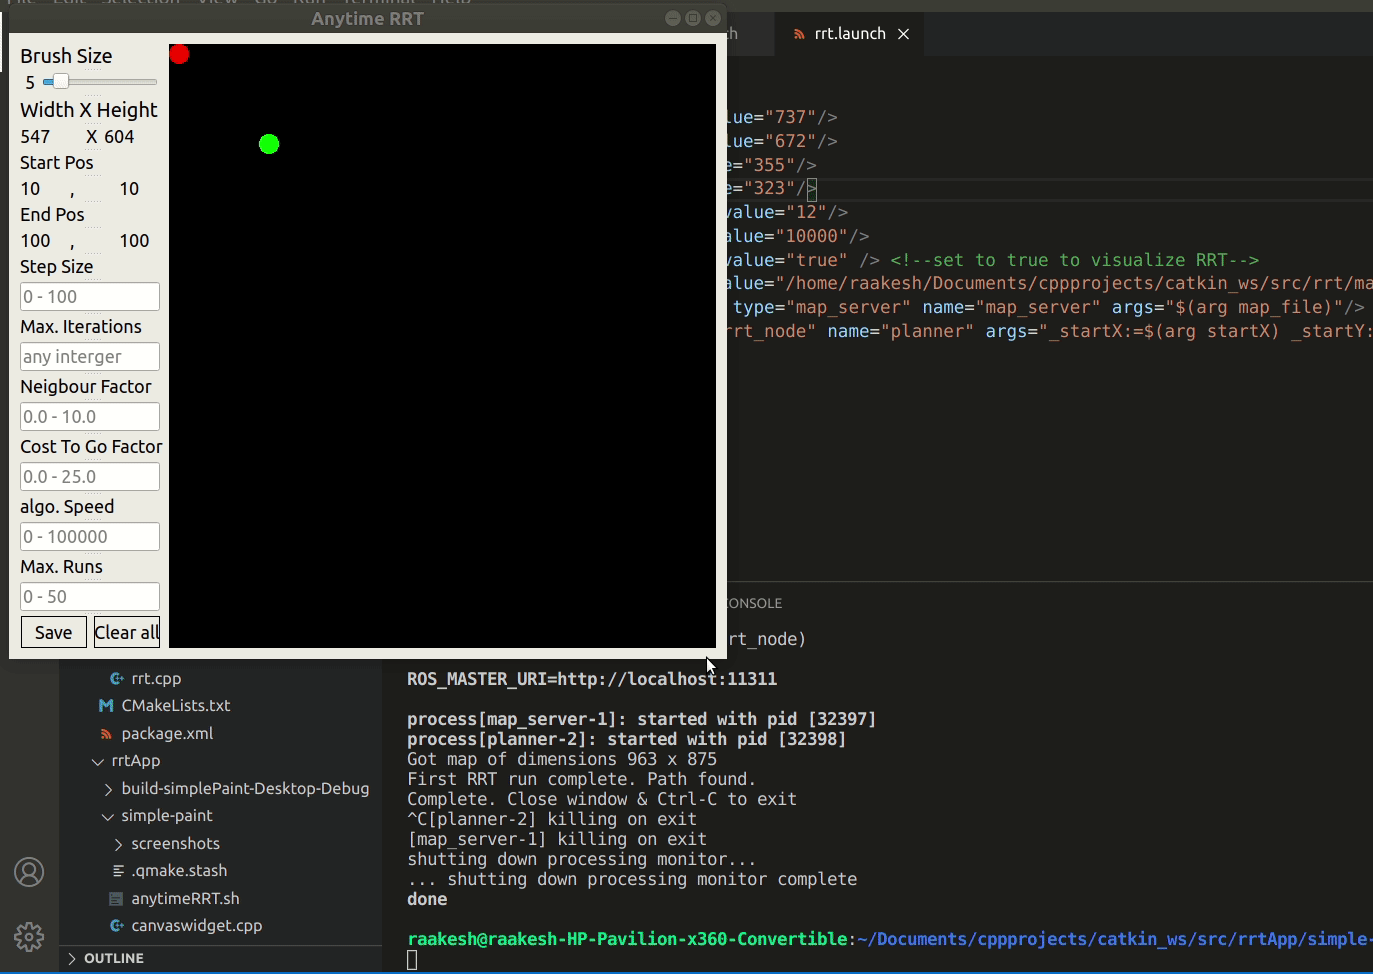 Anytime RRT
Brush Size
5
Width X Height
547 X 604
Start Pos
10 , 10
End Pos
100 , 100
Step Size
0 - 100
Max. Iterations
any interger
Neigbour Factor
0.0 - 10.0
Cost To Go Factor
0.0 - 25.0
algo. Speed
0 - 100000
Max. Runs
0 - 50
Save Clear all
rrt.launch
ue="737"/>
ue="672"/>
="355"/>
="323"/>
value="12"/>
lue="10000"/>
value="true" /> <!--set to true to visualize RRT-->
alue="/home/raakesh/Documents/cppprojects/catkin_ws/src/rrt/ma
type="map_server" name="map_server" args="$(arg map_file)"/>
rrt_node" name="planner" args="_startX:=$(arg startX) _startY:
rrt.cpp
CMakeLists.txt
package.xml
rrtApp
build-simplePaint-Desktop-Debug
simple-paint
screenshots
.qmake.stash
anytimeRRT.sh
canvaswidget.cpp
OUTLINE
ONSOLE
rt_node)
ROS_MASTER_URI=http://localhost:11311
process[map_server-1]: started with pid [32397]
process[planner-2]: started with pid [32398]
Got map of dimensions 963 x 875
First RRT run complete. Path found.
Complete. Close window & Ctrl-C to exit
^C[planner-2] killing on exit
[map_server-1] killing on exit
shutting down processing monitor...
... shutting down processing monitor complete
done
raakesh@raakesh-HP-Pavilion-x360-Convertible:~/Documents/cppprojects/catkin_ws/src/rrtApp/simple-